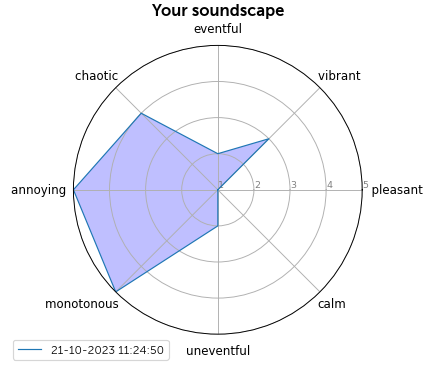 Your soundscape
eventful
chaotic
vibrant
annoying
1
2
3
4
5
pleasant
monotonous
calm
21-10-2023 11:24:50
uneventful